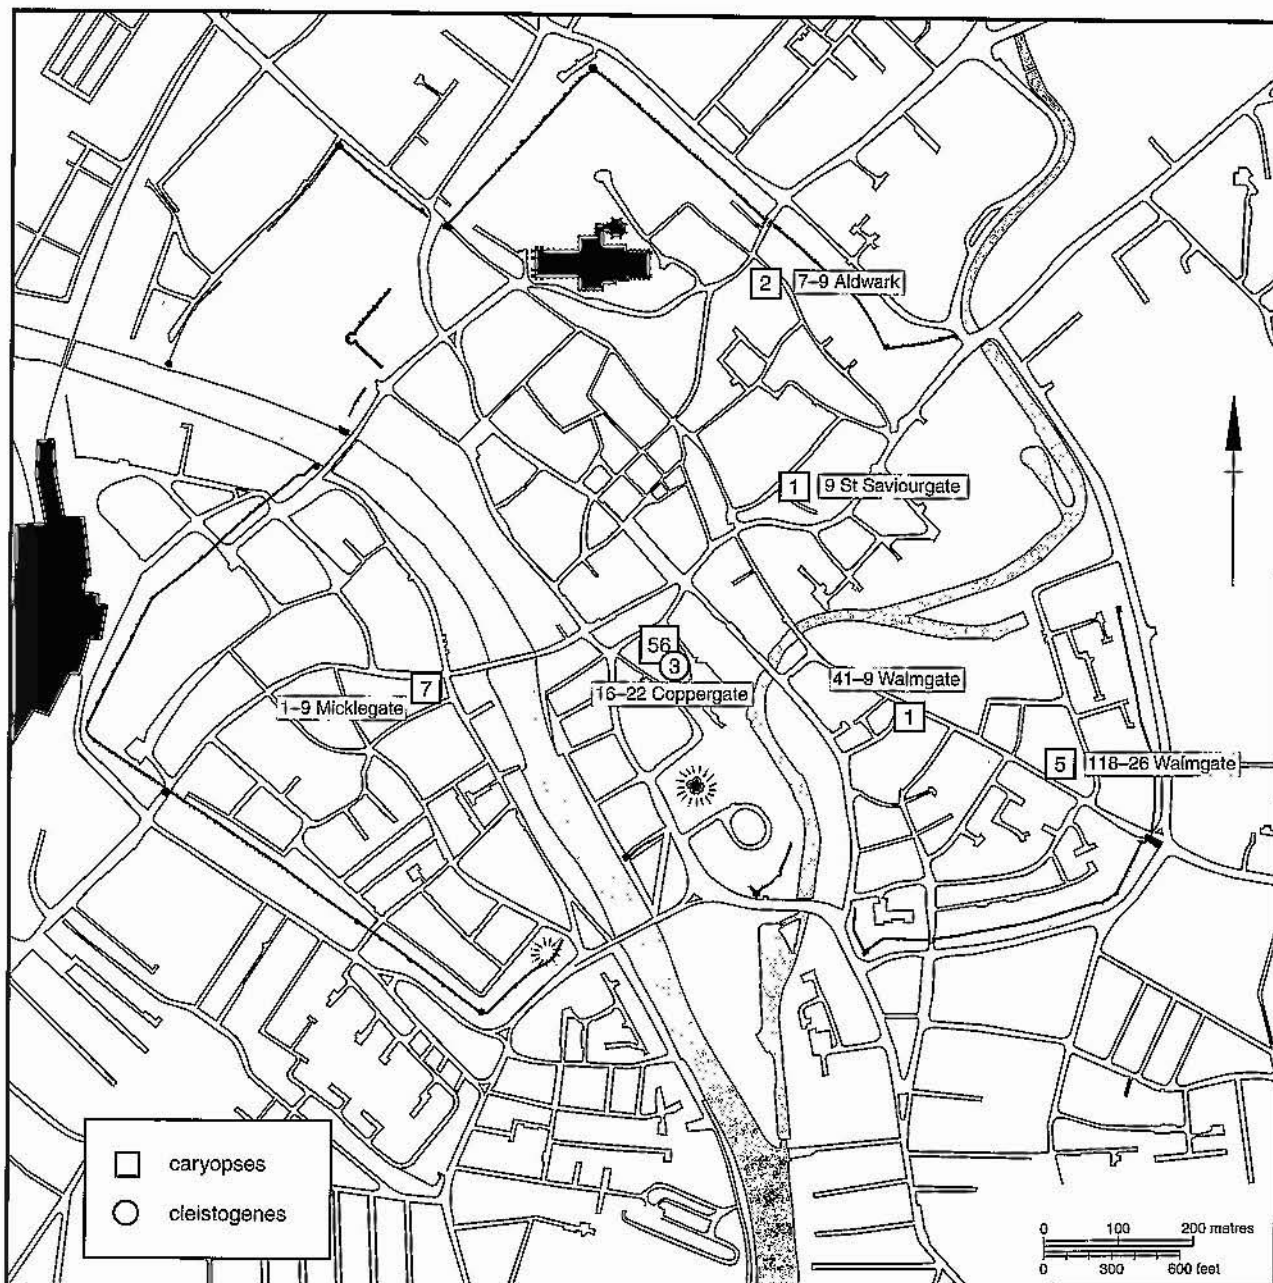 2 7–9 Aldwark
1 9 St Saviourgate
56
3
16–22 Coppergate
7
1–9 Micklegate
41–9 Walmgate
1
5 118–26 Walmgate
caryopses
cleistogenes
0 100 200 metres
0 300 600 feet